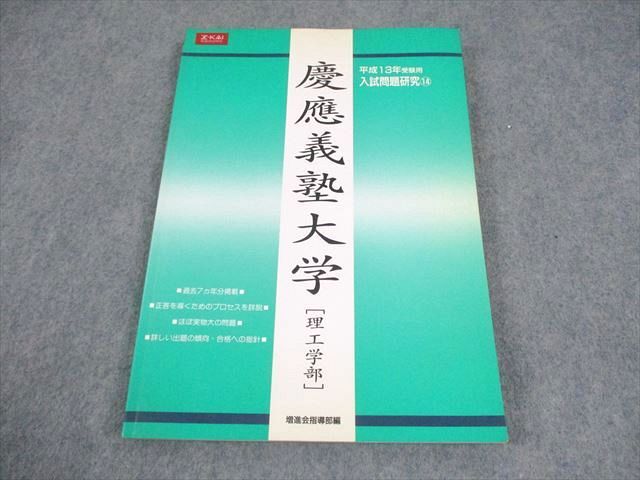 Z-KAI
平成13年受験用
入試問題研究⑭
慶應義塾大学
[理工学部]
■過去7ヵ年分掲載■
■正答を導くためのプロセスを詳説■
■ほぼ実物大の問題■
■詳しい出題の傾向・合格への指針■
増進会指導部編